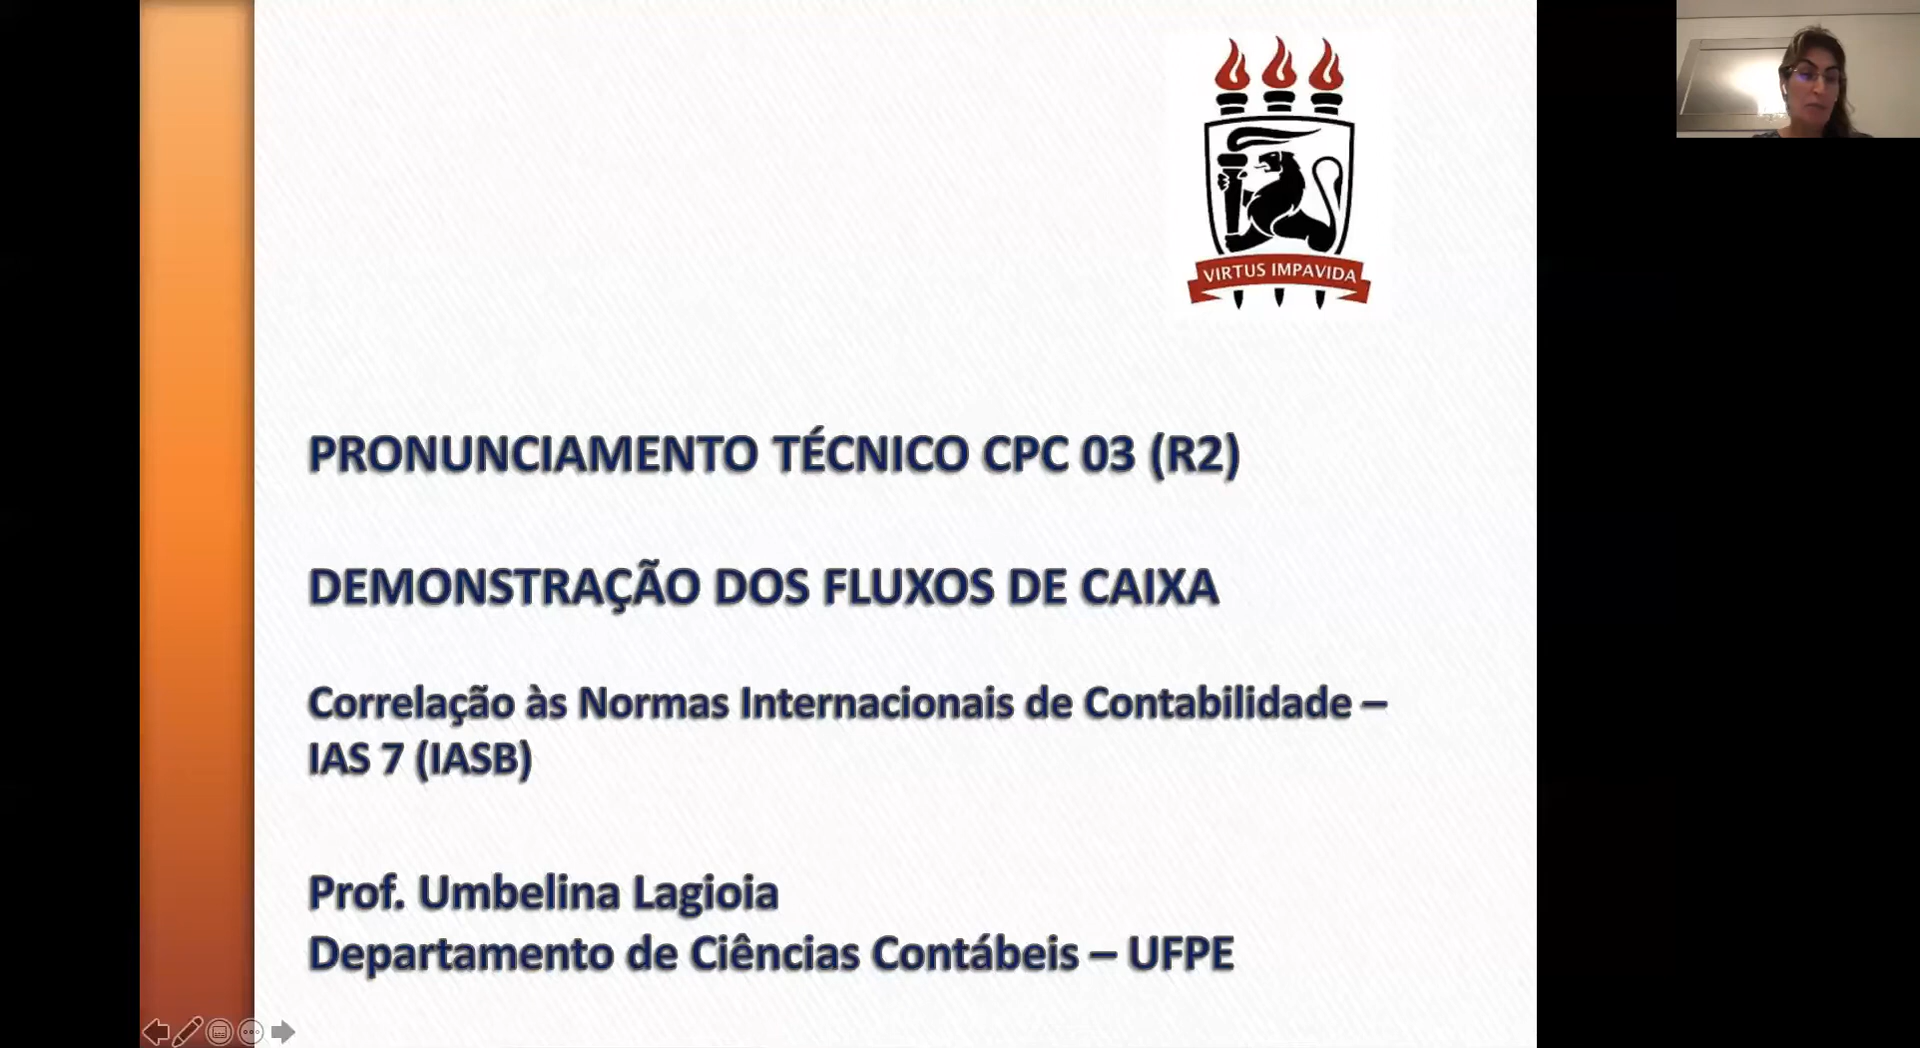 VIRTUS IMPAVIDA
PRONUNCIAMENTO TÉCNICO CPC 03 (R2)
DEMONSTRAÇÃO DOS FLUXOS DE CAIXA
Correlação às Normas Internacionais de Contabilidade –
IAS 7 (IASB)
Prof. Umbelina Lagioia
Departamento de Ciências Contábeis – UFPE